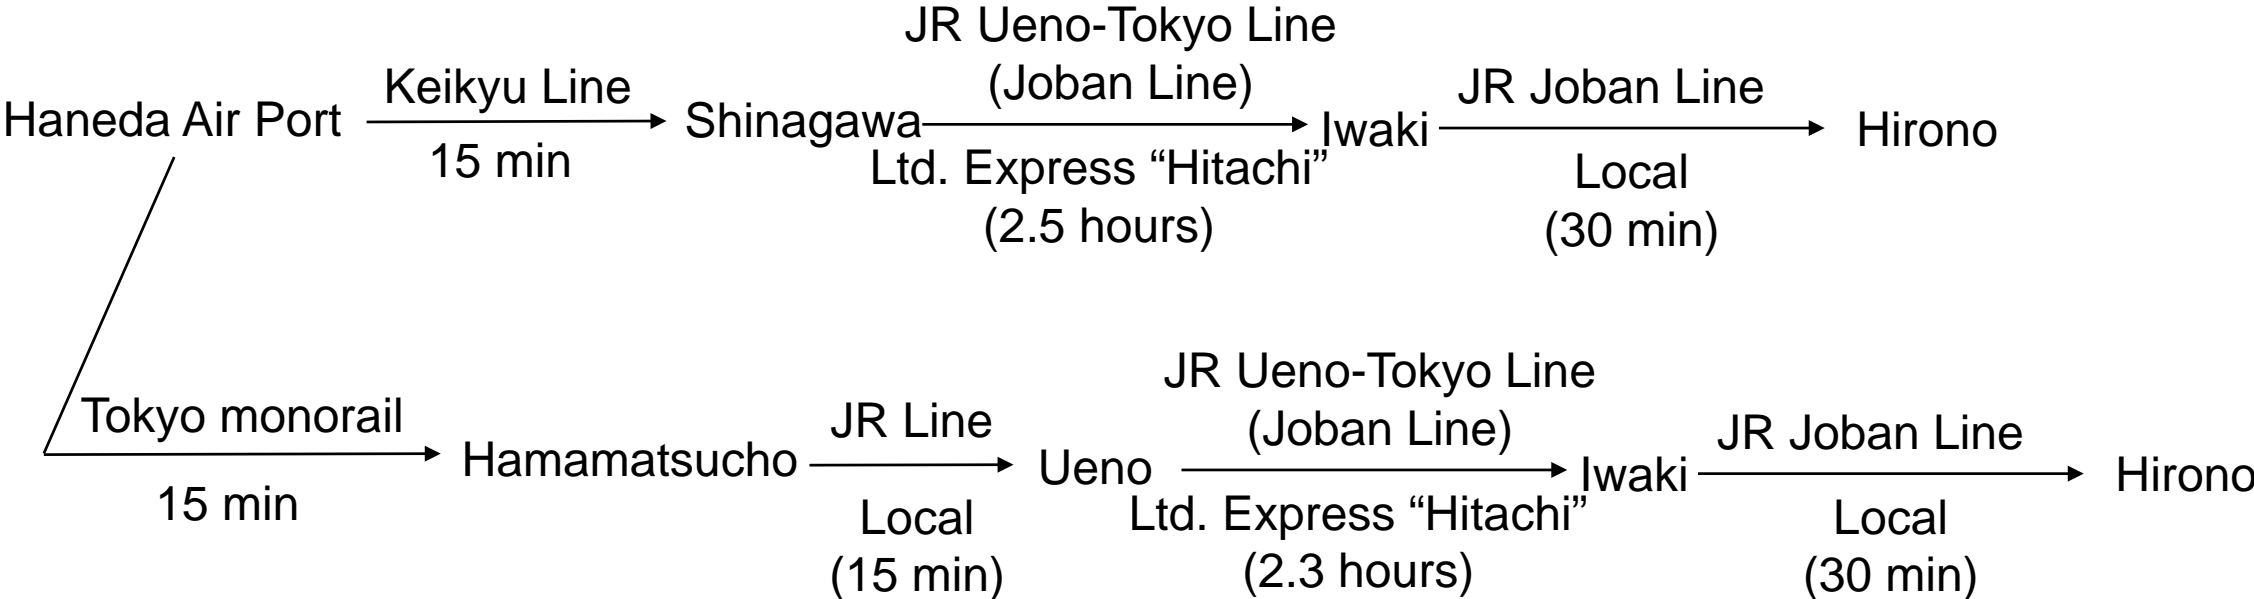 JR Ueno-Tokyo Line
(Joban Line)
Keikyu Line
JR Joban Line
Haneda Air Port
Shinagawa
Iwaki
Hirono
15 min
Ltd. Express “Hitachi”
(2.5 hours)
Local
(30 min)
JR Ueno-Tokyo Line
(Joban Line)
Tokyo monorail
JR Line
JR Joban Line
Hamamatsucho
Ueno
Iwaki
Hirono
15 min
Local
(15 min)
Ltd. Express “Hitachi”
(2.3 hours)
Local
(30 min)